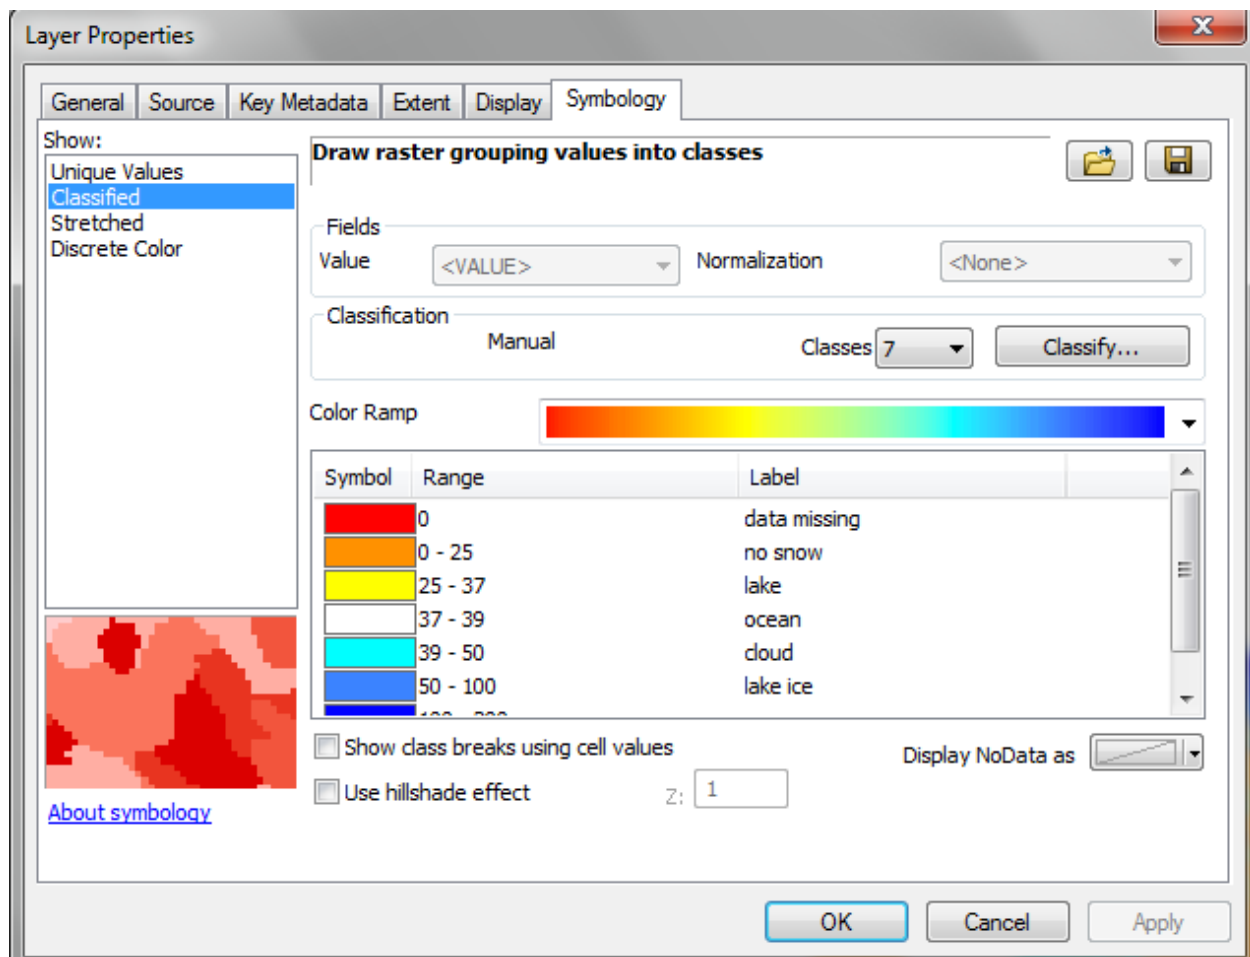 Layer Properties
General Source Key Metadata Extent Display Symbology
Show:
Unique Values
Classified
Stretched
Discrete Color
About symbology
Draw raster grouping values into classes
Fields
Value <VALUE> Normalization <None>
Classification
Manual Classes 7 Classify...
Color Ramp
Symbol Range Label
0 data missing
0 - 25 no snow
25 - 37 lake
37 - 39 ocean
39 - 50 cloud
50 - 100 lake ice
Show class breaks using cell values
Display NoData as
Use hillshade effect Z: 1
OK Cancel Apply